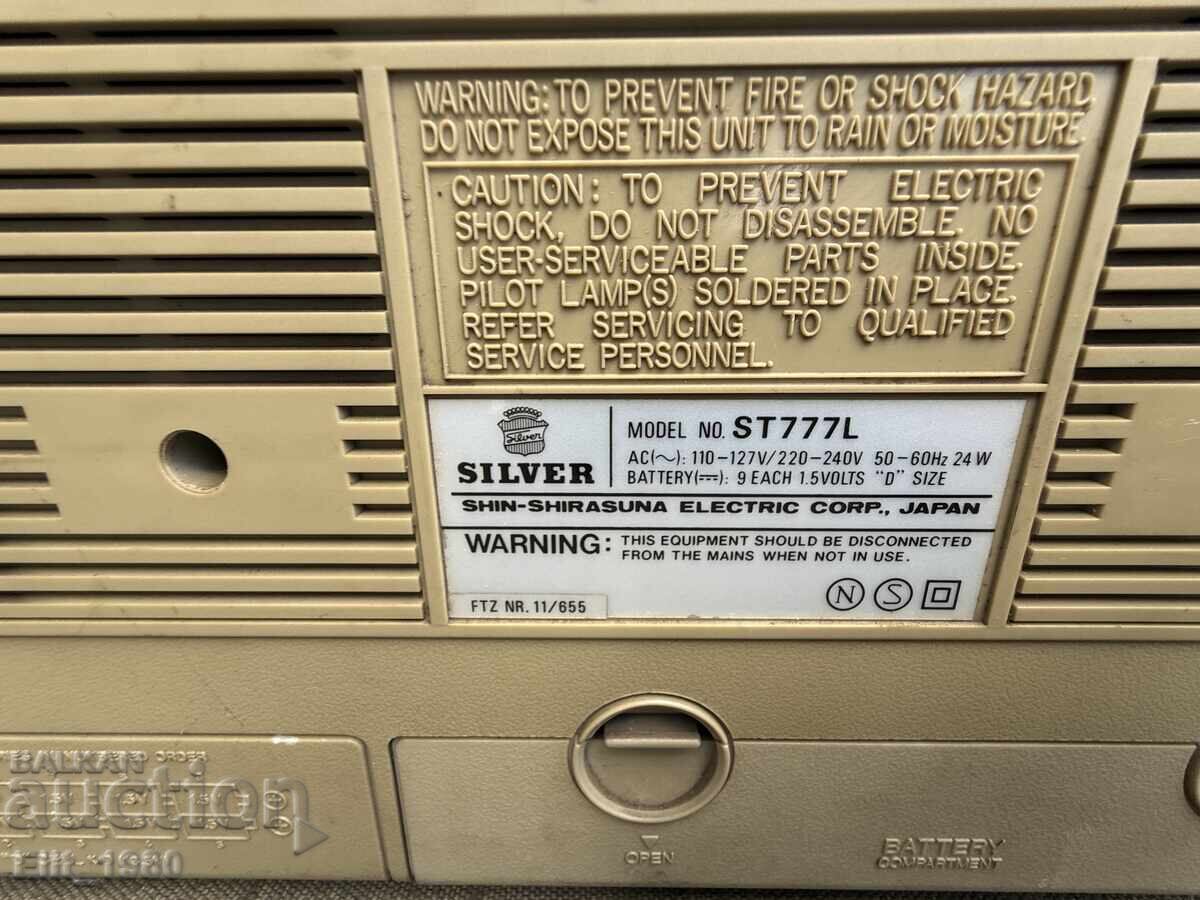 WARNING: TO PREVENT FIRE OR SHOCK HAZARD,
DO NOT EXPOSE THIS UNIT TO RAIN OR MOISTURE.
CAUTION: TO PREVENT ELECTRIC
SHOCK, DO NOT DISASSEMBLE. NO
USER-SERVICEABLE PARTS INSIDE.
PILOT LAMP(S) SOLDERED IN PLACE.
REFER SERVICING TO QUALIFIED
SERVICE PERSONNEL.
Silver
SILVER
MODEL NO. ST777L
AC(~): 110-127V/220-240V 50-60Hz 24W
BATTERY(⎓): 9 EACH 1.5VOLTS "D" SIZE
SHIN-SHIRASUNA ELECTRIC CORP., JAPAN
WARNING: THIS EQUIPMENT SHOULD BE DISCONNECTED
FROM THE MAINS WHEN NOT IN USE.
FTZ NR. 11/655
N S
ORDER
BALKAN
auction
Elit_1980
OPEN
BATTERY
COMPARTMENT